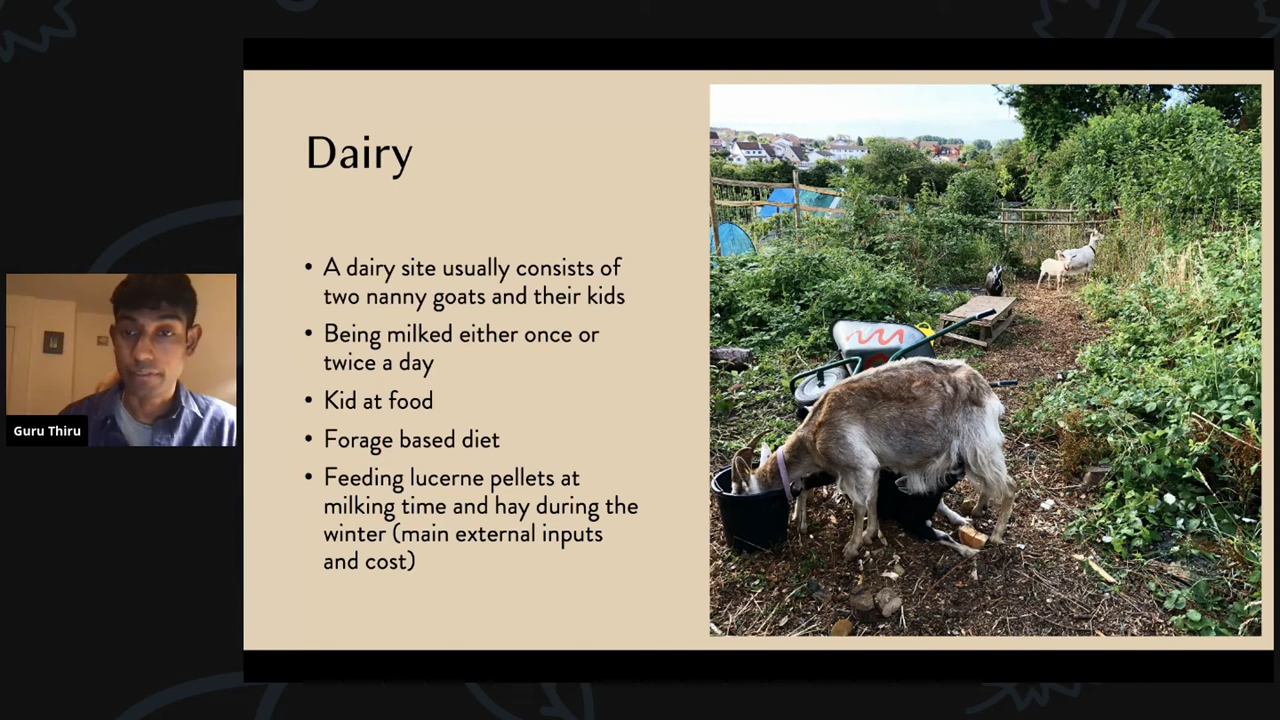 Dairy
• A dairy site usually consists of
two nanny goats and their kids
• Being milked either once or
twice a day
• Kid at food
• Forage based diet
• Feeding lucerne pellets at
milking time and hay during the
winter (main external inputs
and cost)
Guru Thiru